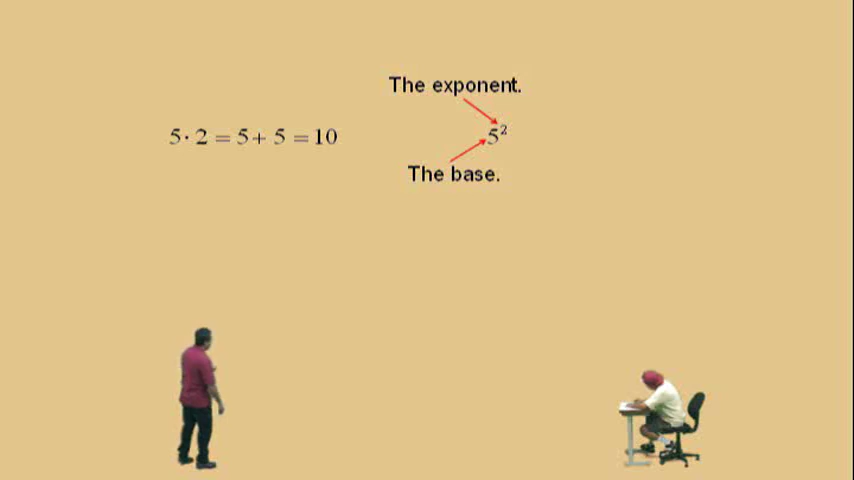 The exponent.
5 · 2 = 5 + 5 = 10
5²
The base.